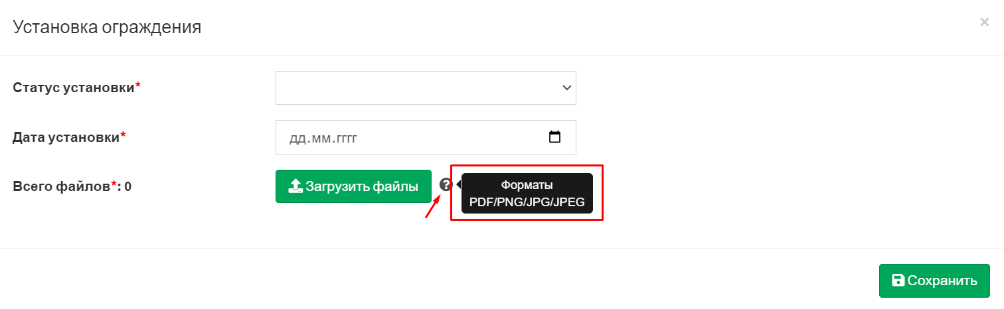 Установка ограждения
×
Статус установки*
Дата установки*
дд.мм.гггг
Всего файлов*: 0
Загрузить файлы
?
Форматы
PDF/PNG/JPG/JPEG
Сохранить